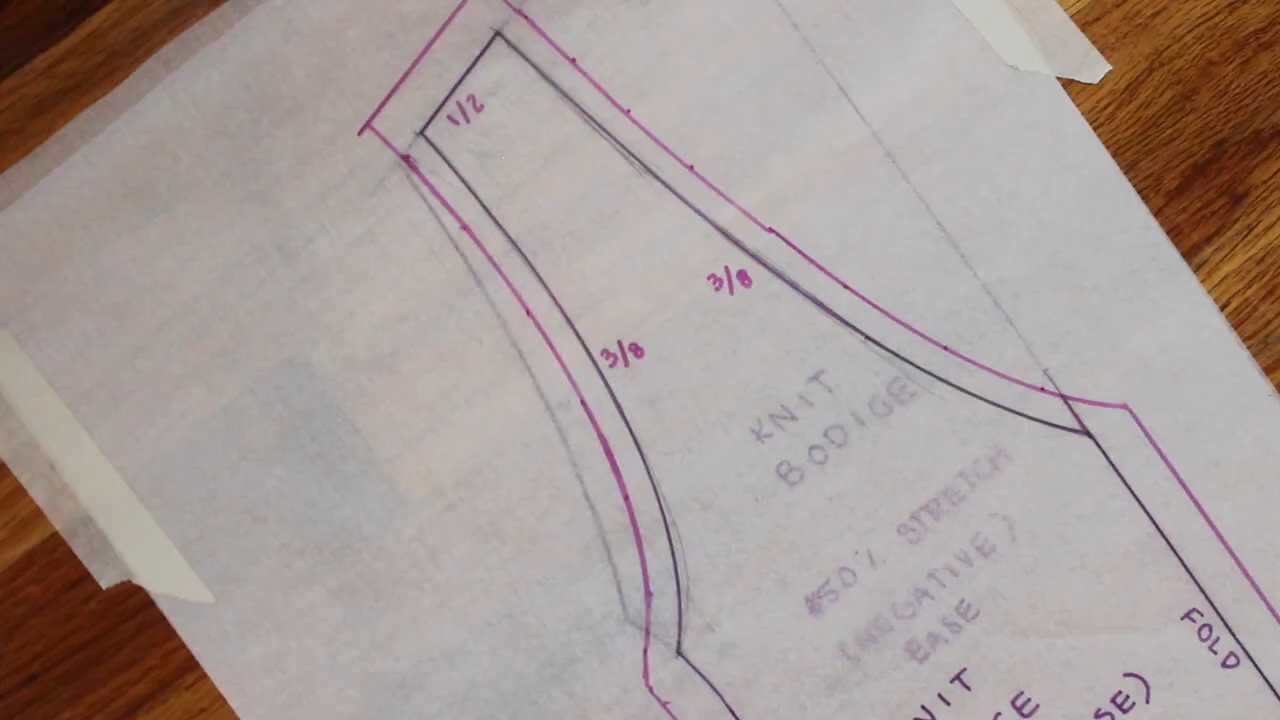 1/2
3/8
3/8
KNIT
BODICE
50% STRETCH
(NEGATIVE)
EASE
FOLD